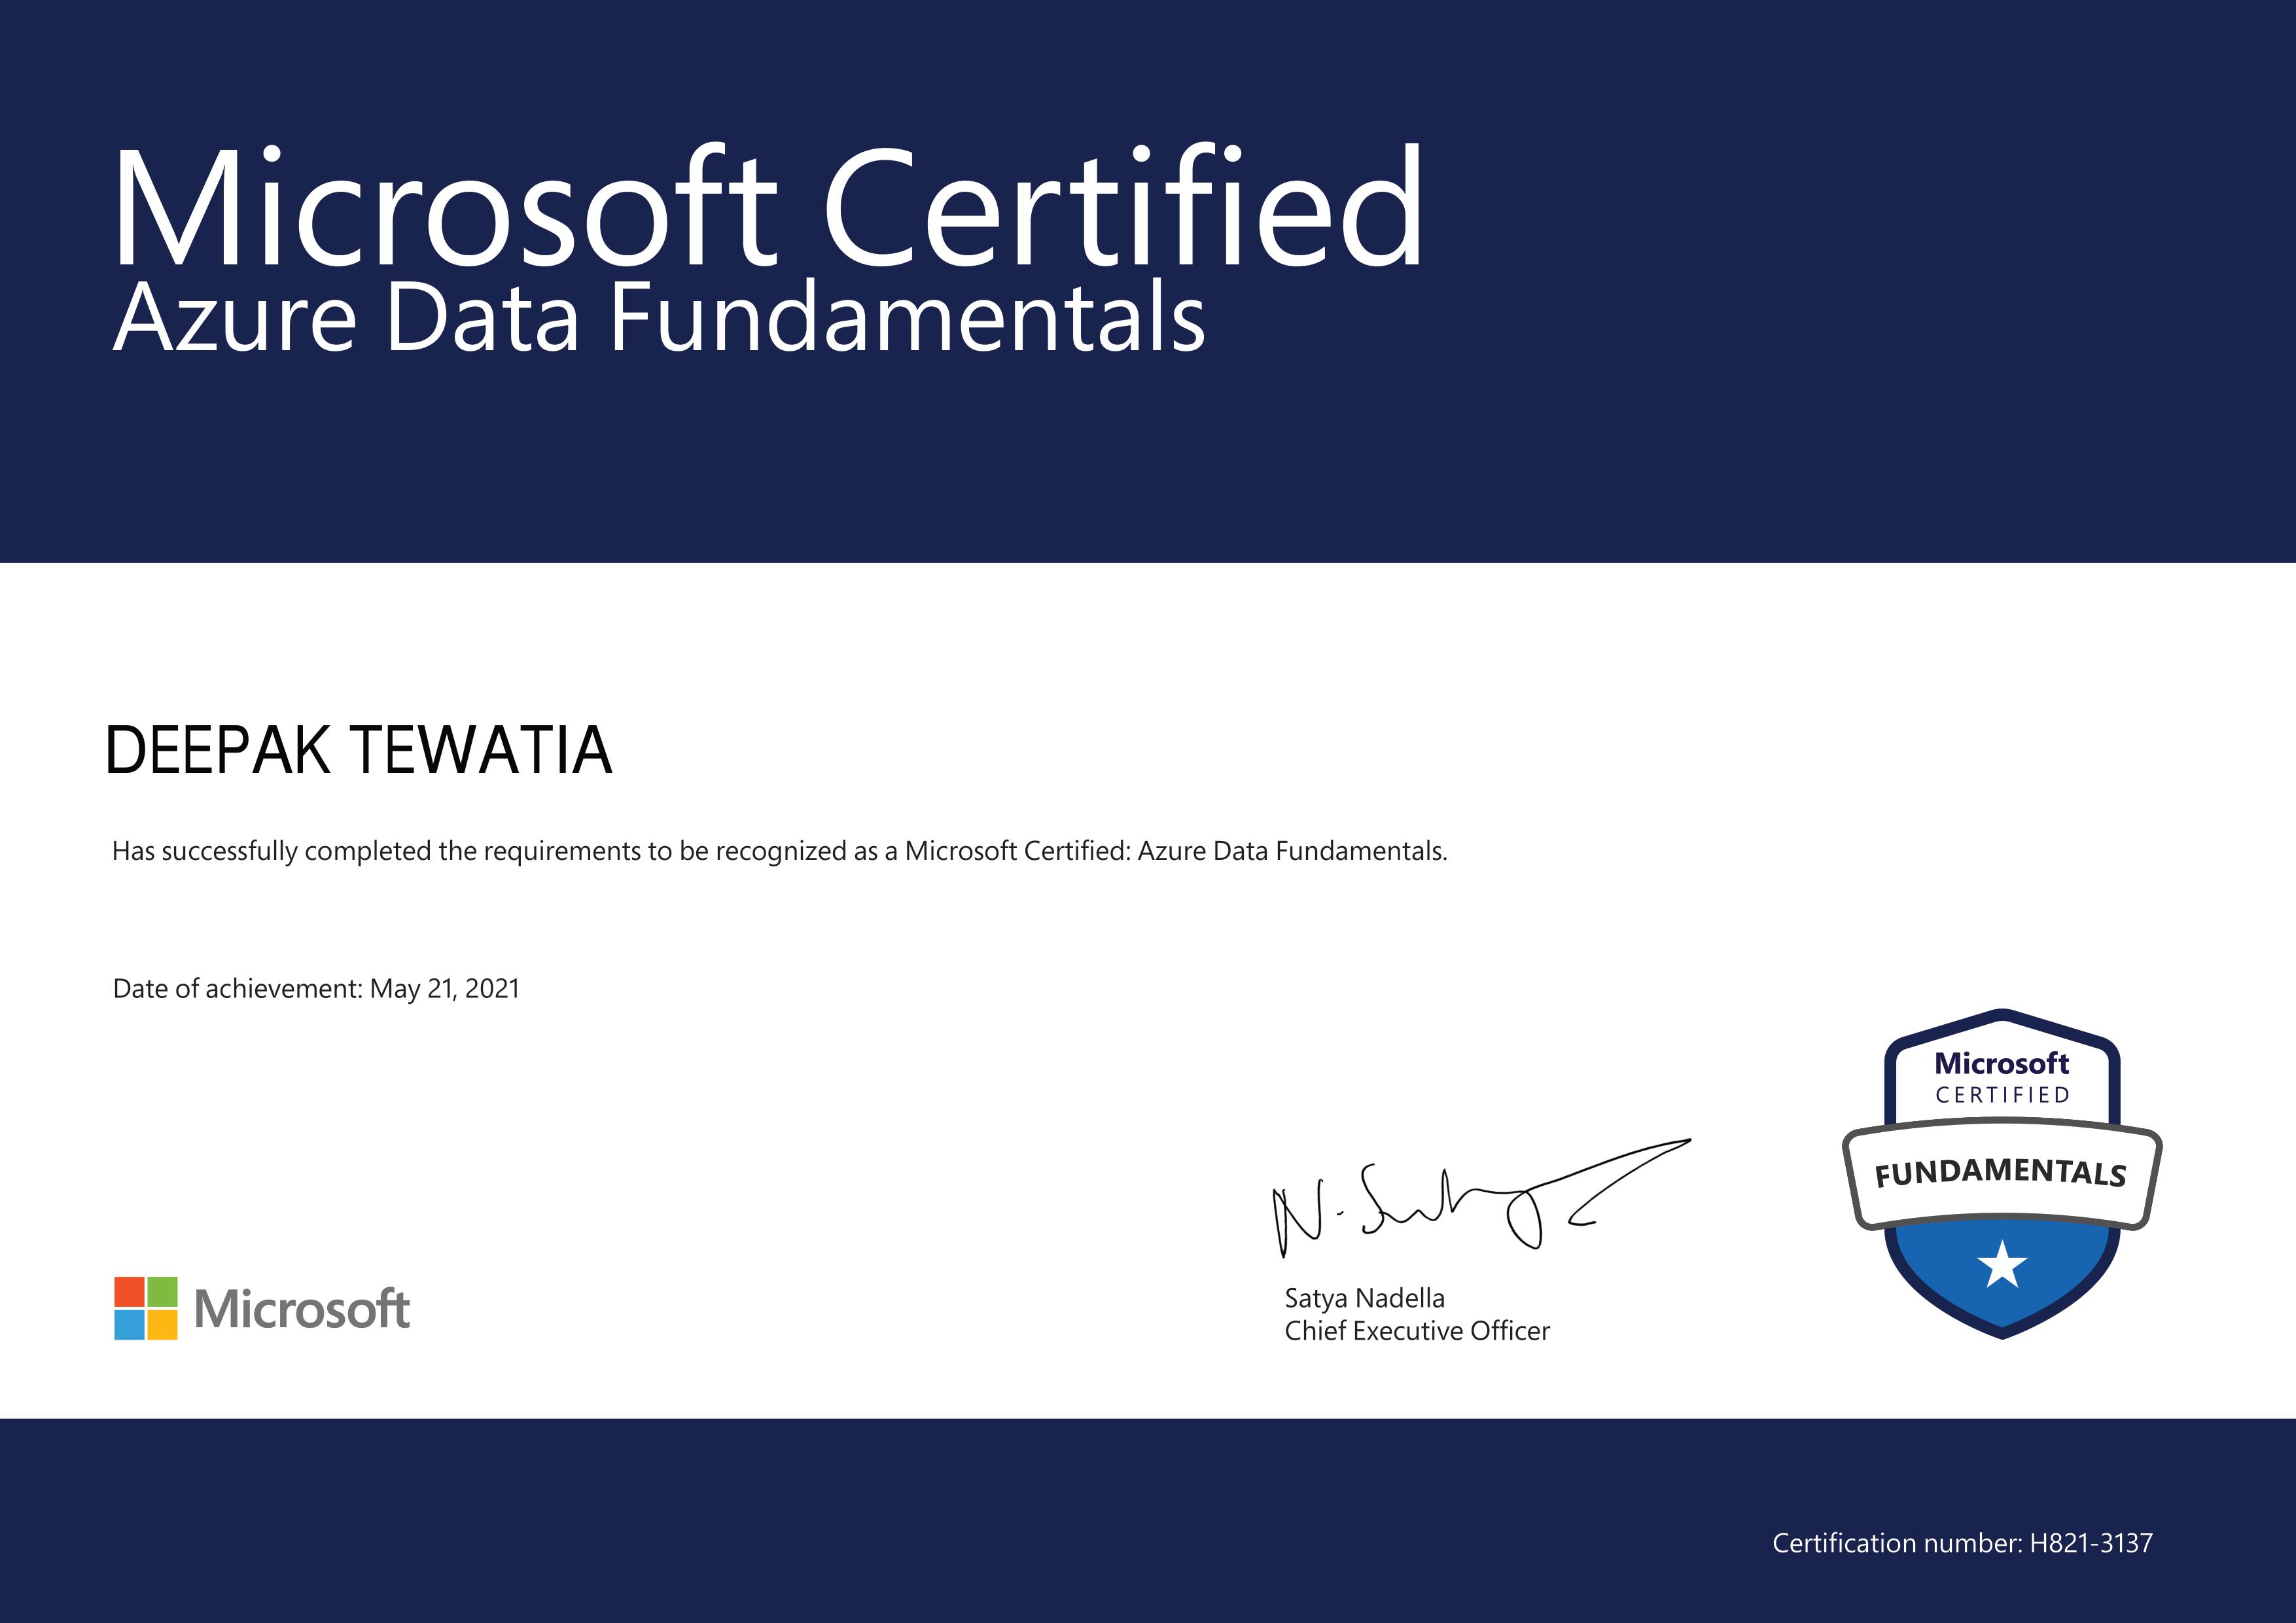 Microsoft Certified
Azure Data Fundamentals
DEEPAK TEWATIA
Has successfully completed the requirements to be recognized as a Microsoft Certified: Azure Data Fundamentals.
Date of achievement: May 21, 2021
Microsoft
CERTIFIED
FUNDAMENTALS
N. Satya
Satya Nadella
Chief Executive Officer
Microsoft
Certification number: H821-3137